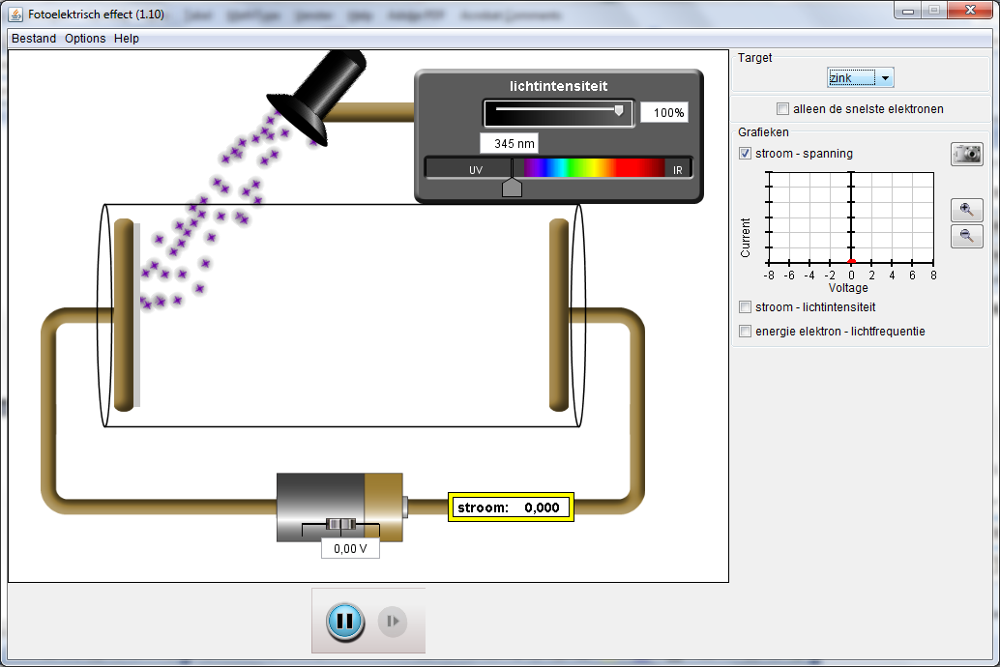 Fotoelektrisch effect (1.10)
Bestand Options Help
lichtintensiteit
100%
345 nm
UV IR
stroom: 0,000
0,00 V
Target
zink
alleen de snelste elektronen
Grafieken
stroom - spanning
Current
-8 -6 -4 -2 0 2 4 6 8
Voltage
stroom - lichtintensiteit
energie elektron - lichtfrequentie